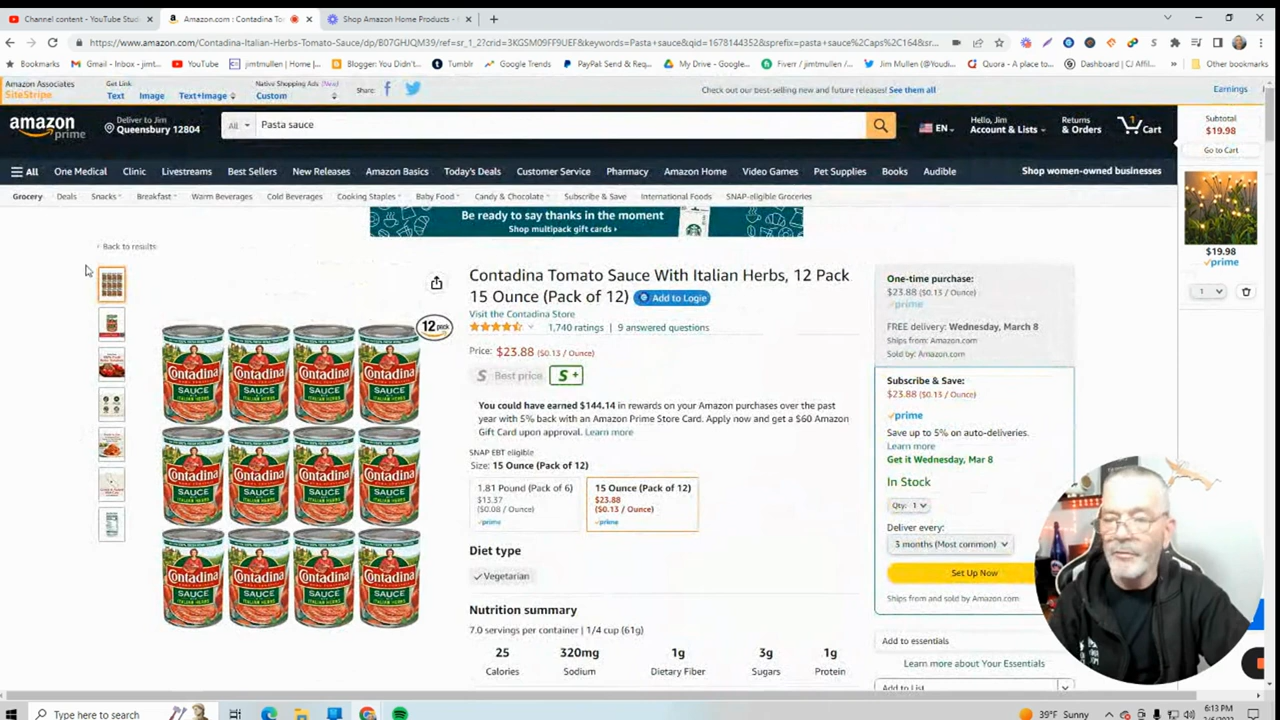 Channel content - YouTube Stud
Amazon.com : Contadina To
Shop Amazon Home Products -
https://www.amazon.com/Contadina-Italian-Herbs-Tomato-Sauce/dp/B07GHJQM39/ref=sr_1_2?crid=3KGSM09FF9UEF&keywords=Pasta+sauce&qid=1678144352&sprefix=pasta+sauce%2Caps%2C164&sr...
Bookmarks
Gmail - Inbox - jimt...
YouTube
jimtmullen | Home |...
Blogger: You Didn't...
Tumblr
Google Trends
PayPal Send & Req...
My Drive – Google...
Fiverr / jimtmullen /...
Jim Mullen (@Youdi...
Quora - A place to...
Dashboard | CJ Affil...
Other bookmarks
Amazon Associates
SiteStripe
Get Link:
Text
Image
Text+Image
Native Shopping Ads (New)
Custom
Share:
Check out our best-selling new and future releases! See them all
Earnings
amazon
prime
Deliver to Jim
Queensbury 12804
All
Pasta sauce
EN
Hello, Jim
Account & Lists
Returns
& Orders
1
Cart
Subtotal
$19.98
Go to Cart
All
One Medical
Clinic
Livestreams
Best Sellers
New Releases
Amazon Basics
Today's Deals
Customer Service
Pharmacy
Amazon Home
Video Games
Pet Supplies
Books
Audible
Shop women-owned businesses
Grocery
Deals
Snacks
Breakfast
Warm Beverages
Cold Beverages
Cooking Staples
Baby Food
Candy & Chocolate
Subscribe & Save
International Foods
SNAP-eligible Groceries
Be ready to say thanks in the moment
Shop multipack gift cards ›
$19.98
prime
1
‹ Back to results
12 pack
Contadina
SAUCE
Contadina Tomato Sauce With Italian Herbs, 12 Pack
15 Ounce (Pack of 12)
Add to Logie
Visit the Contadina Store
1,740 ratings | 9 answered questions
Price: $23.88 ($0.13 / Ounce)
S Best price
S +
You could have earned $144.14 in rewards on your Amazon purchases over the past
year with 5% back with an Amazon Prime Store Card. Apply now and get a $60 Amazon
Gift Card upon approval. Learn more
SNAP EBT eligible
Size: 15 Ounce (Pack of 12)
1.81 Pound (Pack of 6)
$13.37
($0.08 / Ounce)
prime
15 Ounce (Pack of 12)
$23.88
($0.13 / Ounce)
prime
Diet type
Vegetarian
Nutrition summary
7.0 servings per container | 1/4 cup (61g)
25
320mg
1g
3g
1g
Calories
Sodium
Dietary Fiber
Sugars
Protein
One-time purchase:
$23.88 ($0.13 / Ounce)
prime
FREE delivery: Wednesday, March 8
Ships from: Amazon.com
Sold by: Amazon.com
Subscribe & Save:
$23.88 ($0.13 / Ounce)
prime
Save up to 5% on auto-deliveries.
Learn more
Get it Wednesday, Mar 8
In Stock
Qty: 1
Deliver every:
3 months (Most common)
Set Up Now
Ships from and sold by Amazon.com
Add to essentials
Learn more about Your Essentials
Add to List
Type here to search
39°F Sunny
6:13 PM